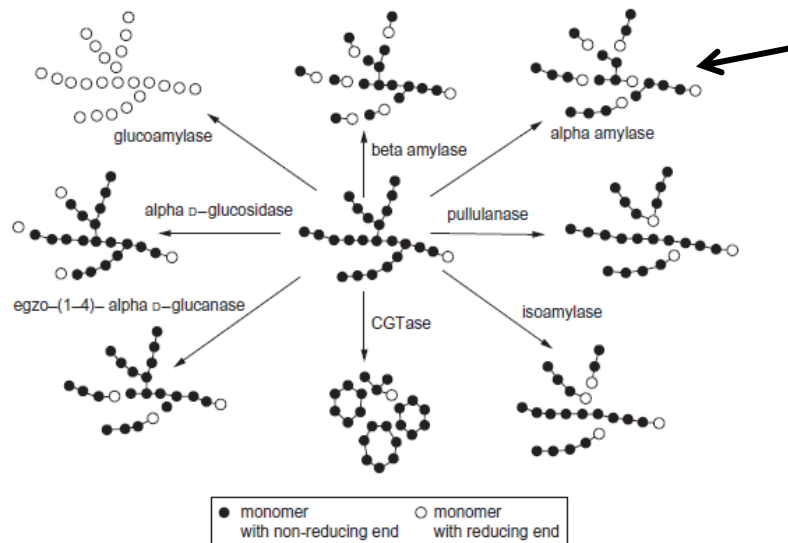 glucoamylase
beta amylase
alpha amylase
alpha D–glucosidase
pullulanase
egzo–(1–4)– alpha D–glucanase
CGTase
isoamylase
monomer
with non-reducing end
monomer
with reducing end